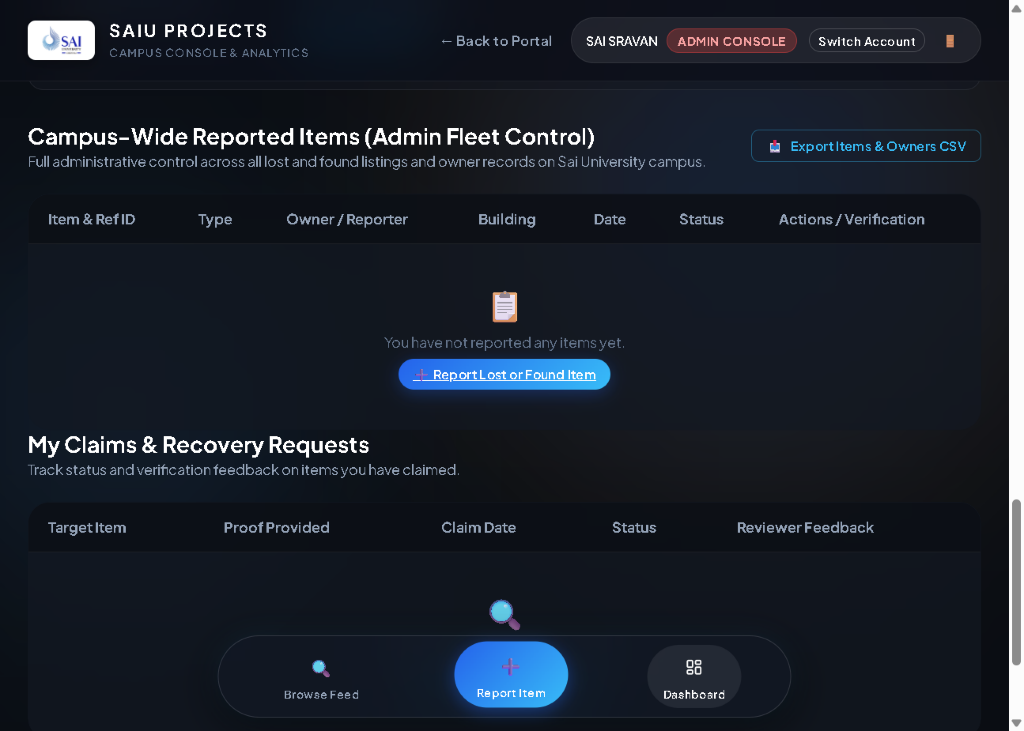 SAI
SAIU PROJECTS
CAMPUS CONSOLE & ANALYTICS
← Back to Portal
SAI SRAVAN
ADMIN CONSOLE
Switch Account
Campus-Wide Reported Items (Admin Fleet Control)
Full administrative control across all lost and found listings and owner records on Sai University campus.
Export Items & Owners CSV
Item & Ref ID
Type
Owner / Reporter
Building
Date
Status
Actions / Verification
You have not reported any items yet.
Report Lost or Found Item
My Claims & Recovery Requests
Track status and verification feedback on items you have claimed.
Target Item
Proof Provided
Claim Date
Status
Reviewer Feedback
Browse Feed
Report Item
Dashboard